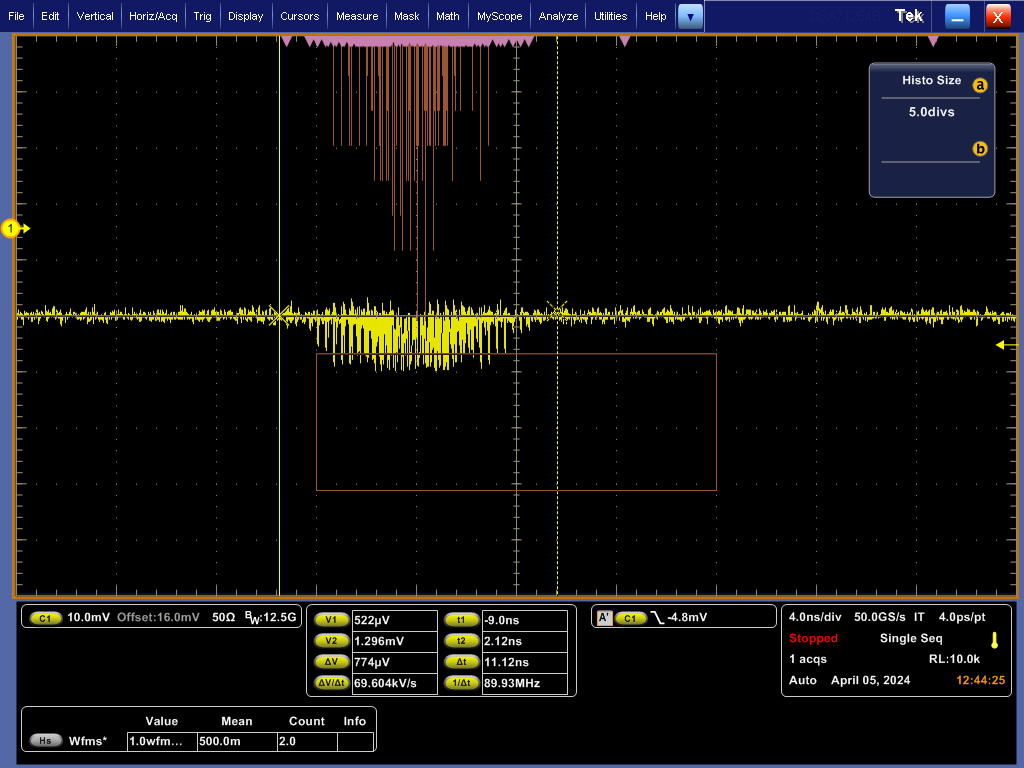 File Edit Vertical Horiz/Acq Trig Display Cursors Measure Mask Math MyScope Analyze Utilities Help Tek X
Histo Size a
5.0divs
b
1
C1 10.0mV Offset:16.0mV 50Ω BW:12.5G
V1 522µV t1 -9.0ns
V2 1.296mV t2 2.12ns
ΔV 774µV Δt 11.12ns
ΔV/Δt 69.604kV/s 1/Δt 89.93MHz
A' C1 -4.8mV
4.0ns/div 50.0GS/s IT 4.0ps/pt
Stopped Single Seq
1 acqs RL:10.0k
Auto April 05, 2024 12:44:25
Value Mean Count Info
Hs Wfms* 1.0wfm... 500.0m 2.0